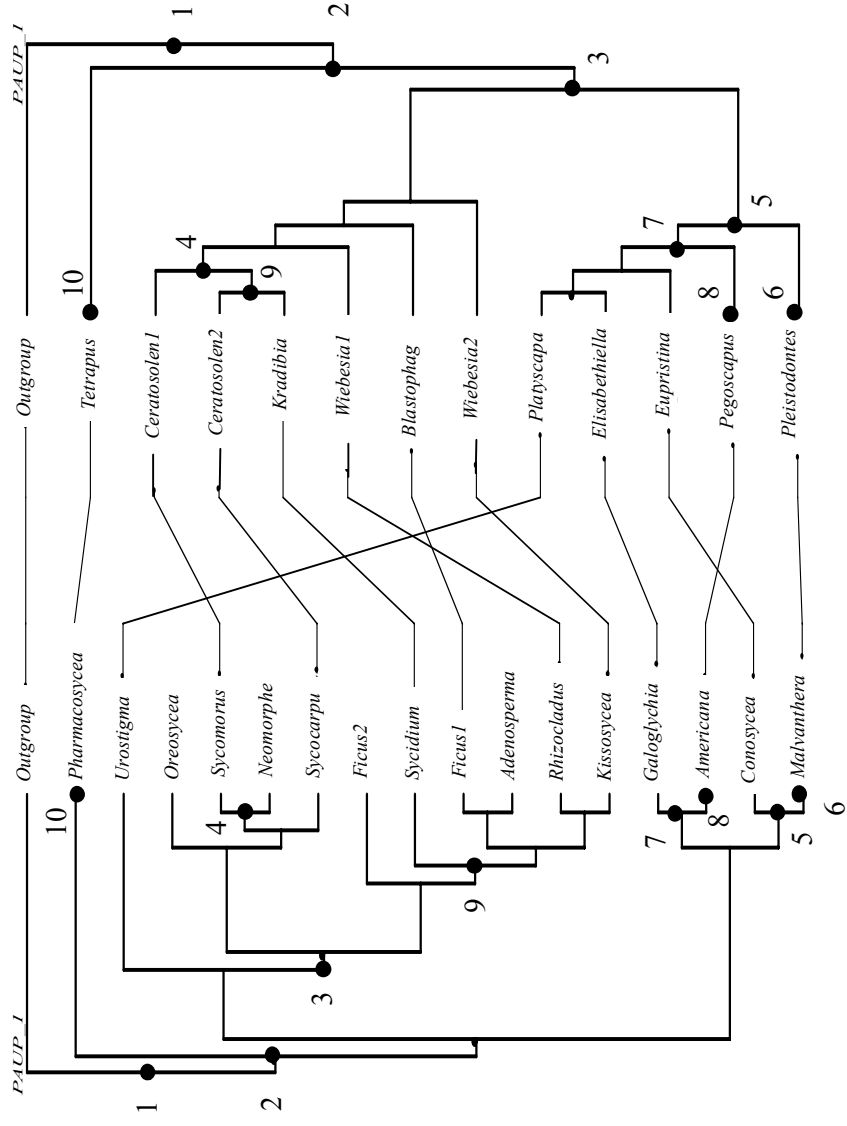 PAUP_1
1
2
3
4
9
10
5
7
8
6
Outgroup
Tetrapus
Ceratosolen1
Ceratosolen2
Kradibia
Wiebesia1
Blastophag
Wiebesia2
Platyscapa
Elisabethiella
Eupristina
Pegoscapus
Pleistodontes
Outgroup
Pharmacosycea
Urostigma
Oreosycea
Sycomorus
Neomorphe
Sycocarpu
Ficus2
Sycidium
Ficus1
Adenosperma
Rhizocladus
Kissosycea
Galoglychia
Americana
Conosycea
Malvanthera
10
4
7
8
5
6
9
3
PAUP_1
1
2